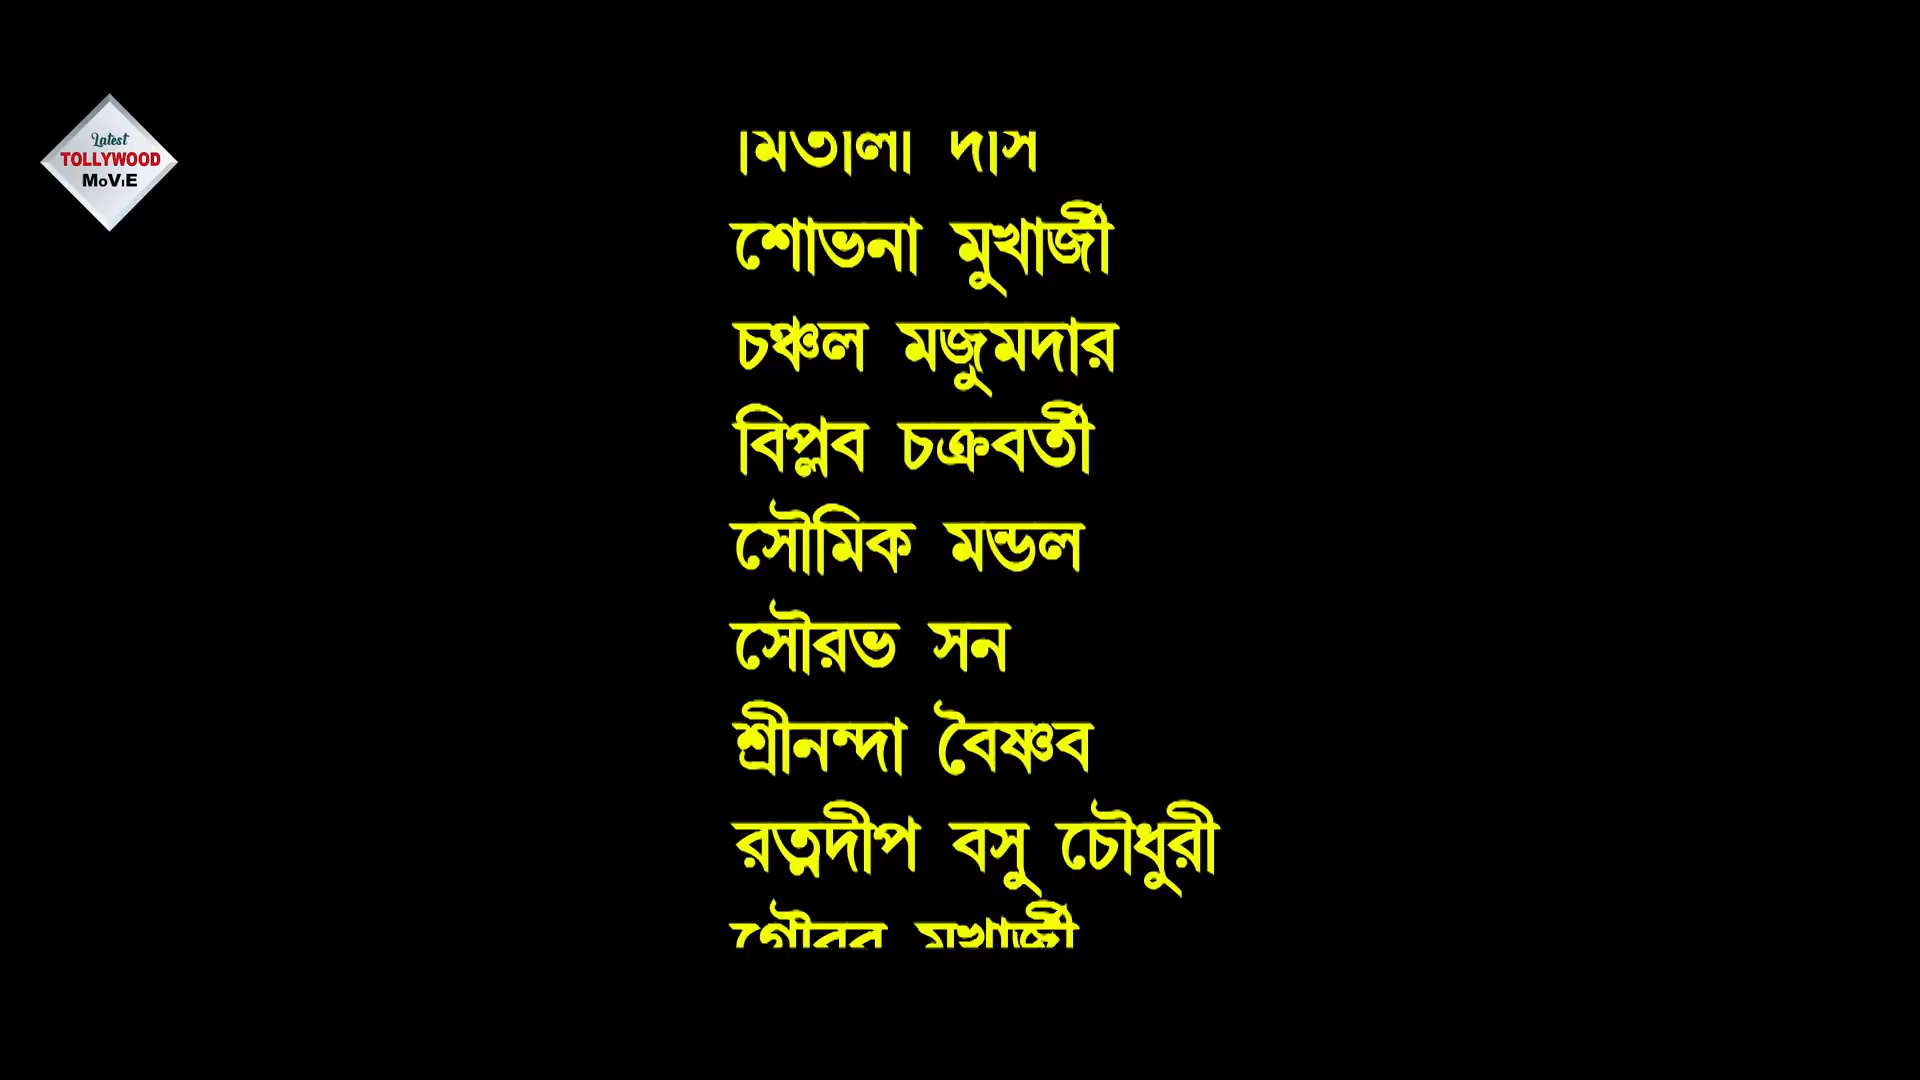 Latest
TOLLYWOOD
MoViE
মিতালী দাস
শোভনা মুখার্জী
চঞ্চল মজুমদার
বিপ্লব চক্রবর্তী
সৌমিক মন্ডল
সৌরভ সন
শ্রীনন্দা বৈষ্ণব
রত্নদীপ বসু চৌধুরী
গৌরব মুখার্জী